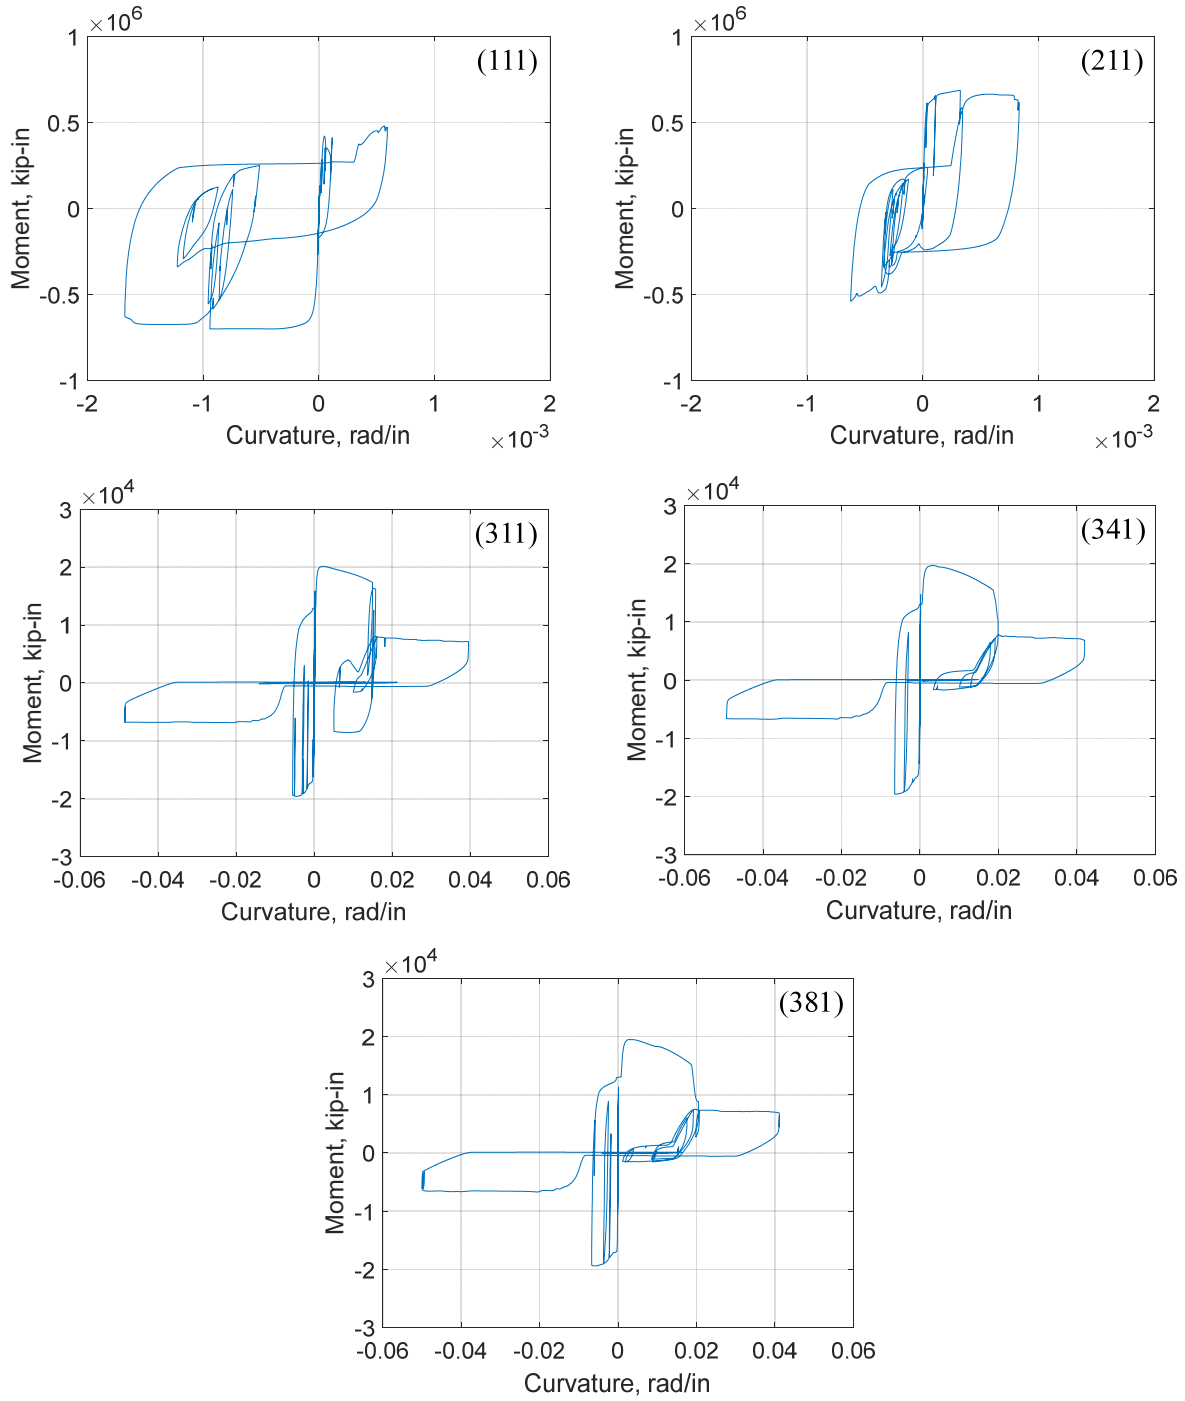 ×10^6
(111)
1
0.5
0
-0.5
-1
Moment, kip-in
-2 -1 0 1 2
Curvature, rad/in
×10^-3
×10^6
(211)
1
0.5
0
-0.5
-1
Moment, kip-in
-2 -1 0 1 2
Curvature, rad/in
×10^-3
×10^4
(311)
3
2
1
0
-1
-2
-3
Moment, kip-in
-0.06 -0.04 -0.02 0 0.02 0.04 0.06
Curvature, rad/in
×10^4
(341)
3
2
1
0
-1
-2
-3
Moment, kip-in
-0.06 -0.04 -0.02 0 0.02 0.04 0.06
Curvature, rad/in
×10^4
(381)
3
2
1
0
-1
-2
-3
Moment, kip-in
-0.06 -0.04 -0.02 0 0.02 0.04 0.06
Curvature, rad/in